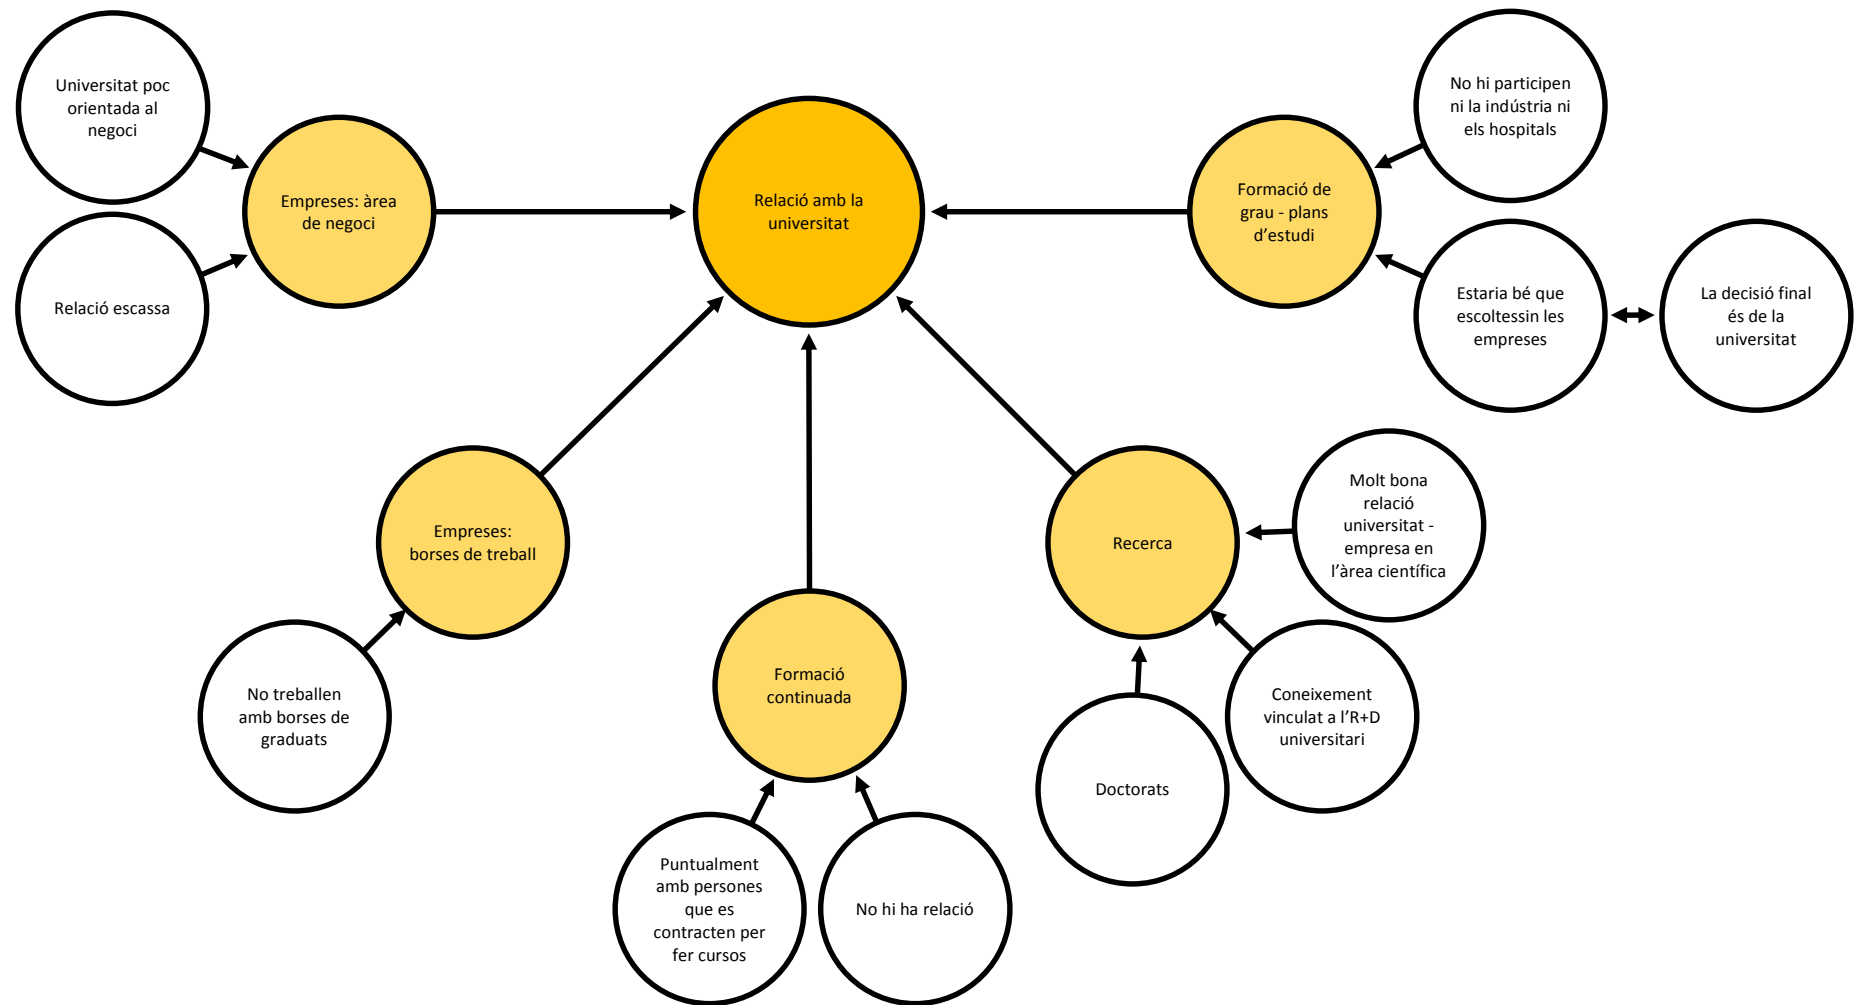 Universitat poc
orientada al
negoci
No hi participen
ni la indústria ni
els hospitals
Empreses: àrea
de negoci
Relació amb la
universitat
Formació de
grau - plans
d’estudi
Relació escassa
Estaria bé que
escoltessin les
empreses
La decisió final
és de la
universitat
Empreses:
borses de treball
Recerca
Molt bona
relació
universitat -
empresa en
l’àrea científica
No treballen
amb borses de
graduats
Formació
continuada
Coneixement
vinculat a l’R+D
universitari
Doctorats
Puntualment
amb persones
que es
contracten per
fer cursos
No hi ha relació